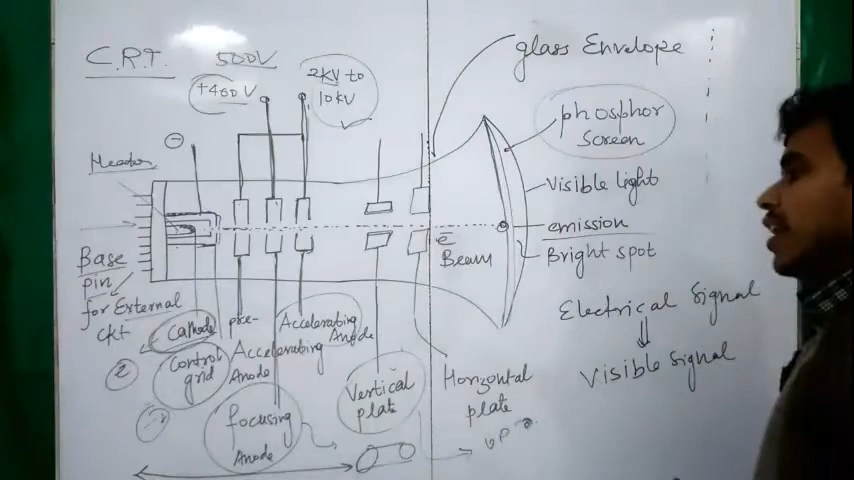 C.R.T.
500V
+400V
2KV to
10KV
glass Envelope
phosphor
screen
Heater
Visible light
emission
Bright spot
ē
Beam
Base
pin
for External
ckt
Cathode
Control
grid
pre-
Accelerating
Anode
Accelerating
Anode
focusing
Anode
Vertical
plate
Horizontal
plate
Electrical Signal
Visible Signal